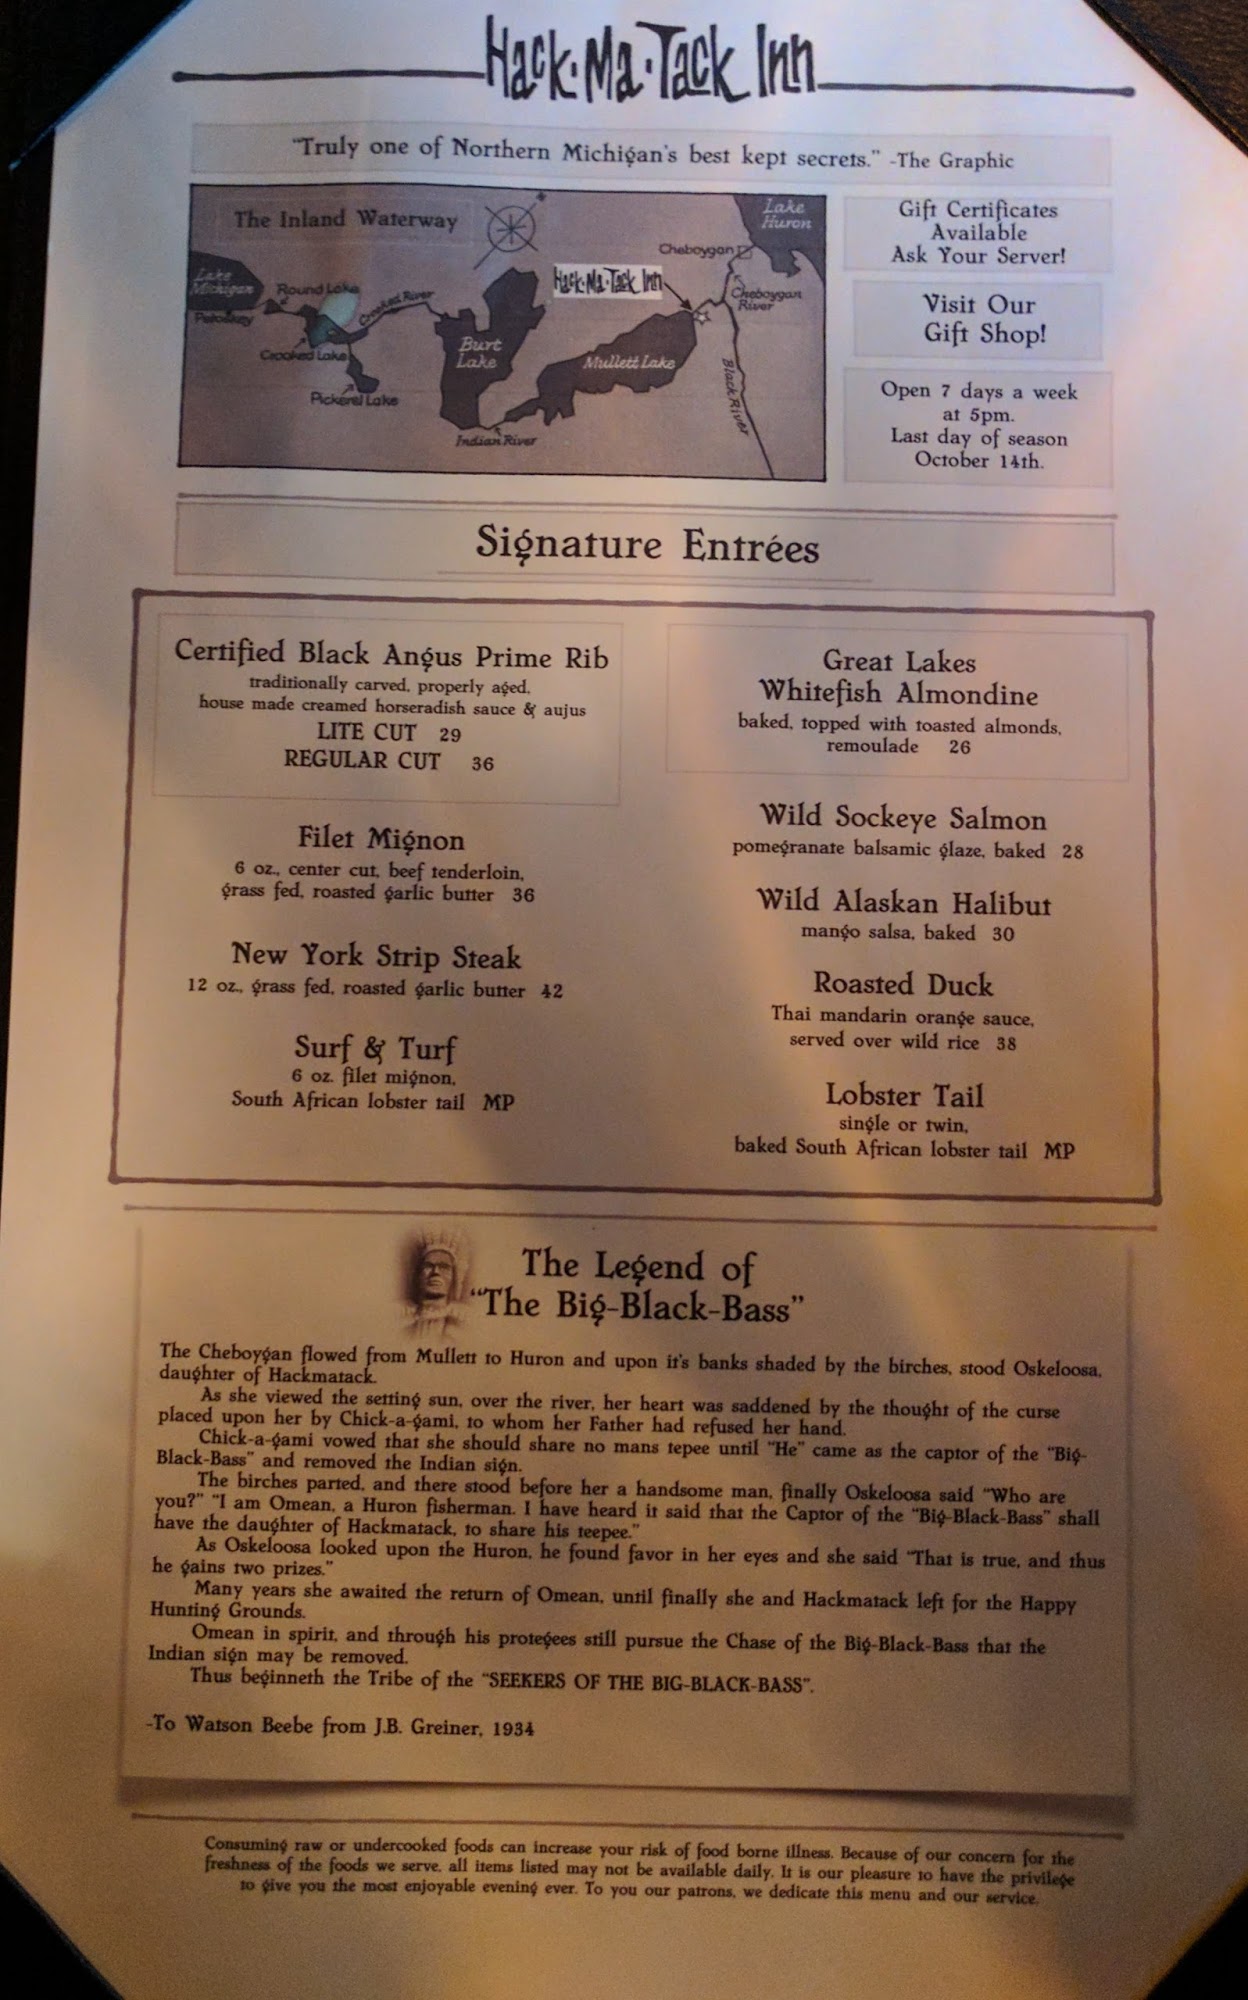 Hack·Ma·Tack Inn
"Truly one of Northern Michigan's best kept secrets." -The Graphic
The Inland Waterway
Lake Michigan
Petoskey
Round Lake
Crooked Lake
Pickerel Lake
Crooked River
Burt Lake
Indian River
Mullett Lake
Hack·Ma·Tack Inn
Cheboygan
Lake Huron
Cheboygan River
Black River
Gift Certificates
Available
Ask Your Server!
Visit Our
Gift Shop!
Open 7 days a week
at 5pm.
Last day of season
October 14th.
Signature Entrées
Certified Black Angus Prime Rib
traditionally carved, properly aged,
house made creamed horseradish sauce & aujus
LITE CUT 29
REGULAR CUT 36
Filet Mignon
6 oz., center cut, beef tenderloin,
grass fed, roasted garlic butter 36
New York Strip Steak
12 oz., grass fed, roasted garlic butter 42
Surf & Turf
6 oz. filet mignon,
South African lobster tail MP
Great Lakes
Whitefish Almondine
baked, topped with toasted almonds,
remoulade 26
Wild Sockeye Salmon
pomegranate balsamic glaze, baked 28
Wild Alaskan Halibut
mango salsa, baked 30
Roasted Duck
Thai mandarin orange sauce,
served over wild rice 38
Lobster Tail
single or twin,
baked South African lobster tail MP
The Legend of
"The Big-Black-Bass"
The Cheboygan flowed from Mullett to Huron and upon it's banks shaded by the birches, stood Oskeloosa,
daughter of Hackmatack.
As she viewed the setting sun, over the river, her heart was saddened by the thought of the curse
placed upon her by Chick-a-gami, to whom her Father had refused her hand.
Chick-a-gami vowed that she should share no mans tepee until "He" came as the captor of the "Big-
Black-Bass" and removed the Indian sign.
The birches parted, and there stood before her a handsome man, finally Oskeloosa said "Who are
you?" "I am Omean, a Huron fisherman. I have heard it said that the Captor of the "Big-Black-Bass" shall
have the daughter of Hackmatack, to share his teepee."
As Oskeloosa looked upon the Huron, he found favor in her eyes and she said "That is true, and thus
he gains two prizes."
Many years she awaited the return of Omean, until finally she and Hackmatack left for the Happy
Hunting Grounds.
Omean in spirit, and through his protegees still pursue the Chase of the Big-Black-Bass that the
Indian sign may be removed.
Thus beginneth the Tribe of the "SEEKERS OF THE BIG-BLACK-BASS".
-To Watson Beebe from J.B. Greiner, 1934
Consuming raw or undercooked foods can increase your risk of food borne illness. Because of our concern for the
freshness of the foods we serve, all items listed may not be available daily. It is our pleasure to have the privilege
to give you the most enjoyable evening ever. To you our patrons, we dedicate this menu and our service.